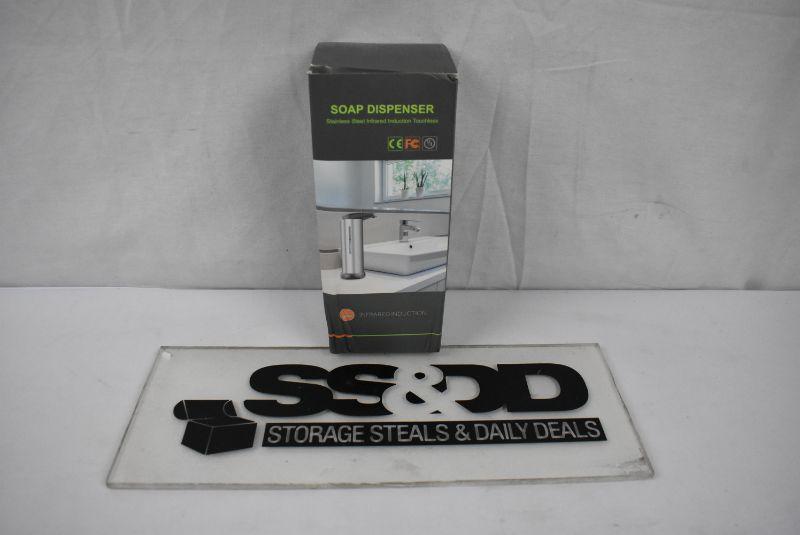 SOAP DISPENSER
Stainless Steel Infrared Induction Touchless
CE FC
INFRARED INDUCTION
SS&DD
STORAGE STEALS & DAILY DEALS